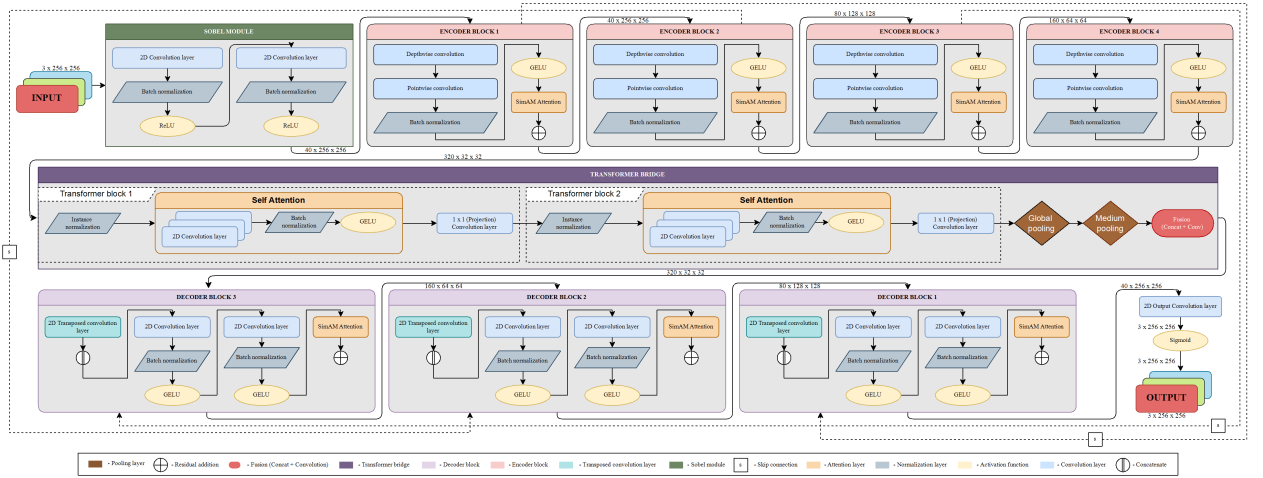 3 x 256 x 256
INPUT
SOBEL MODULE
2D Convolution layer
Batch normalization
ReLU
2D Convolution layer
Batch normalization
ReLU
40 x 256 x 256
ENCODER BLOCK 1
Depthwise convolution
Pointwise convolution
Batch normalization
GELU
SimAM Attention
40 x 256 x 256
ENCODER BLOCK 2
Depthwise convolution
Pointwise convolution
Batch normalization
GELU
SimAM Attention
80 x 128 x 128
ENCODER BLOCK 3
Depthwise convolution
Pointwise convolution
Batch normalization
GELU
SimAM Attention
160 x 64 x 64
ENCODER BLOCK 4
Depthwise convolution
Pointwise convolution
Batch normalization
GELU
SimAM Attention
320 x 32 x 32
TRANSFORMER BRIDGE
Transformer block 1
Instance
normalization
Self Attention
2D Convolution layer
Batch
normalization
GELU
1 x 1 (Projection)
Convolution layer
Transformer block 2
Instance
normalization
Self Attention
2D Convolution layer
Batch
normalization
GELU
1 x 1 (Projection)
Convolution layer
Global
pooling
Medium
pooling
Fusion
(Concat + Conv)
s
320 x 32 x 32
DECODER BLOCK 3
2D Transposed convolution
layer
2D Convolution layer
Batch normalization
GELU
2D Convolution layer
Batch normalization
GELU
SimAM Attention
160 x 64 x 64
DECODER BLOCK 2
2D Transposed convolution
layer
2D Convolution layer
Batch normalization
GELU
2D Convolution layer
Batch normalization
GELU
SimAM Attention
80 x 128 x 128
DECODER BLOCK 1
2D Transposed convolution
layer
2D Convolution layer
Batch normalization
GELU
2D Convolution layer
Batch normalization
GELU
SimAM Attention
40 x 256 x 256
2D Output Convolution layer
3 x 256 x 256
Sigmoid
3 x 256 x 256
OUTPUT
3 x 256 x 256
s
s
- Pooling layer
- Residual addition
- Fusion (Concat + Convolution)
- Transformer bridge
- Decoder block
- Encoder block
- Transposed convolution layer
- Sobel module
s - Skip connection
- Attention layer
- Normalization layer
- Activation function
- Convolution layer
- Concatenate